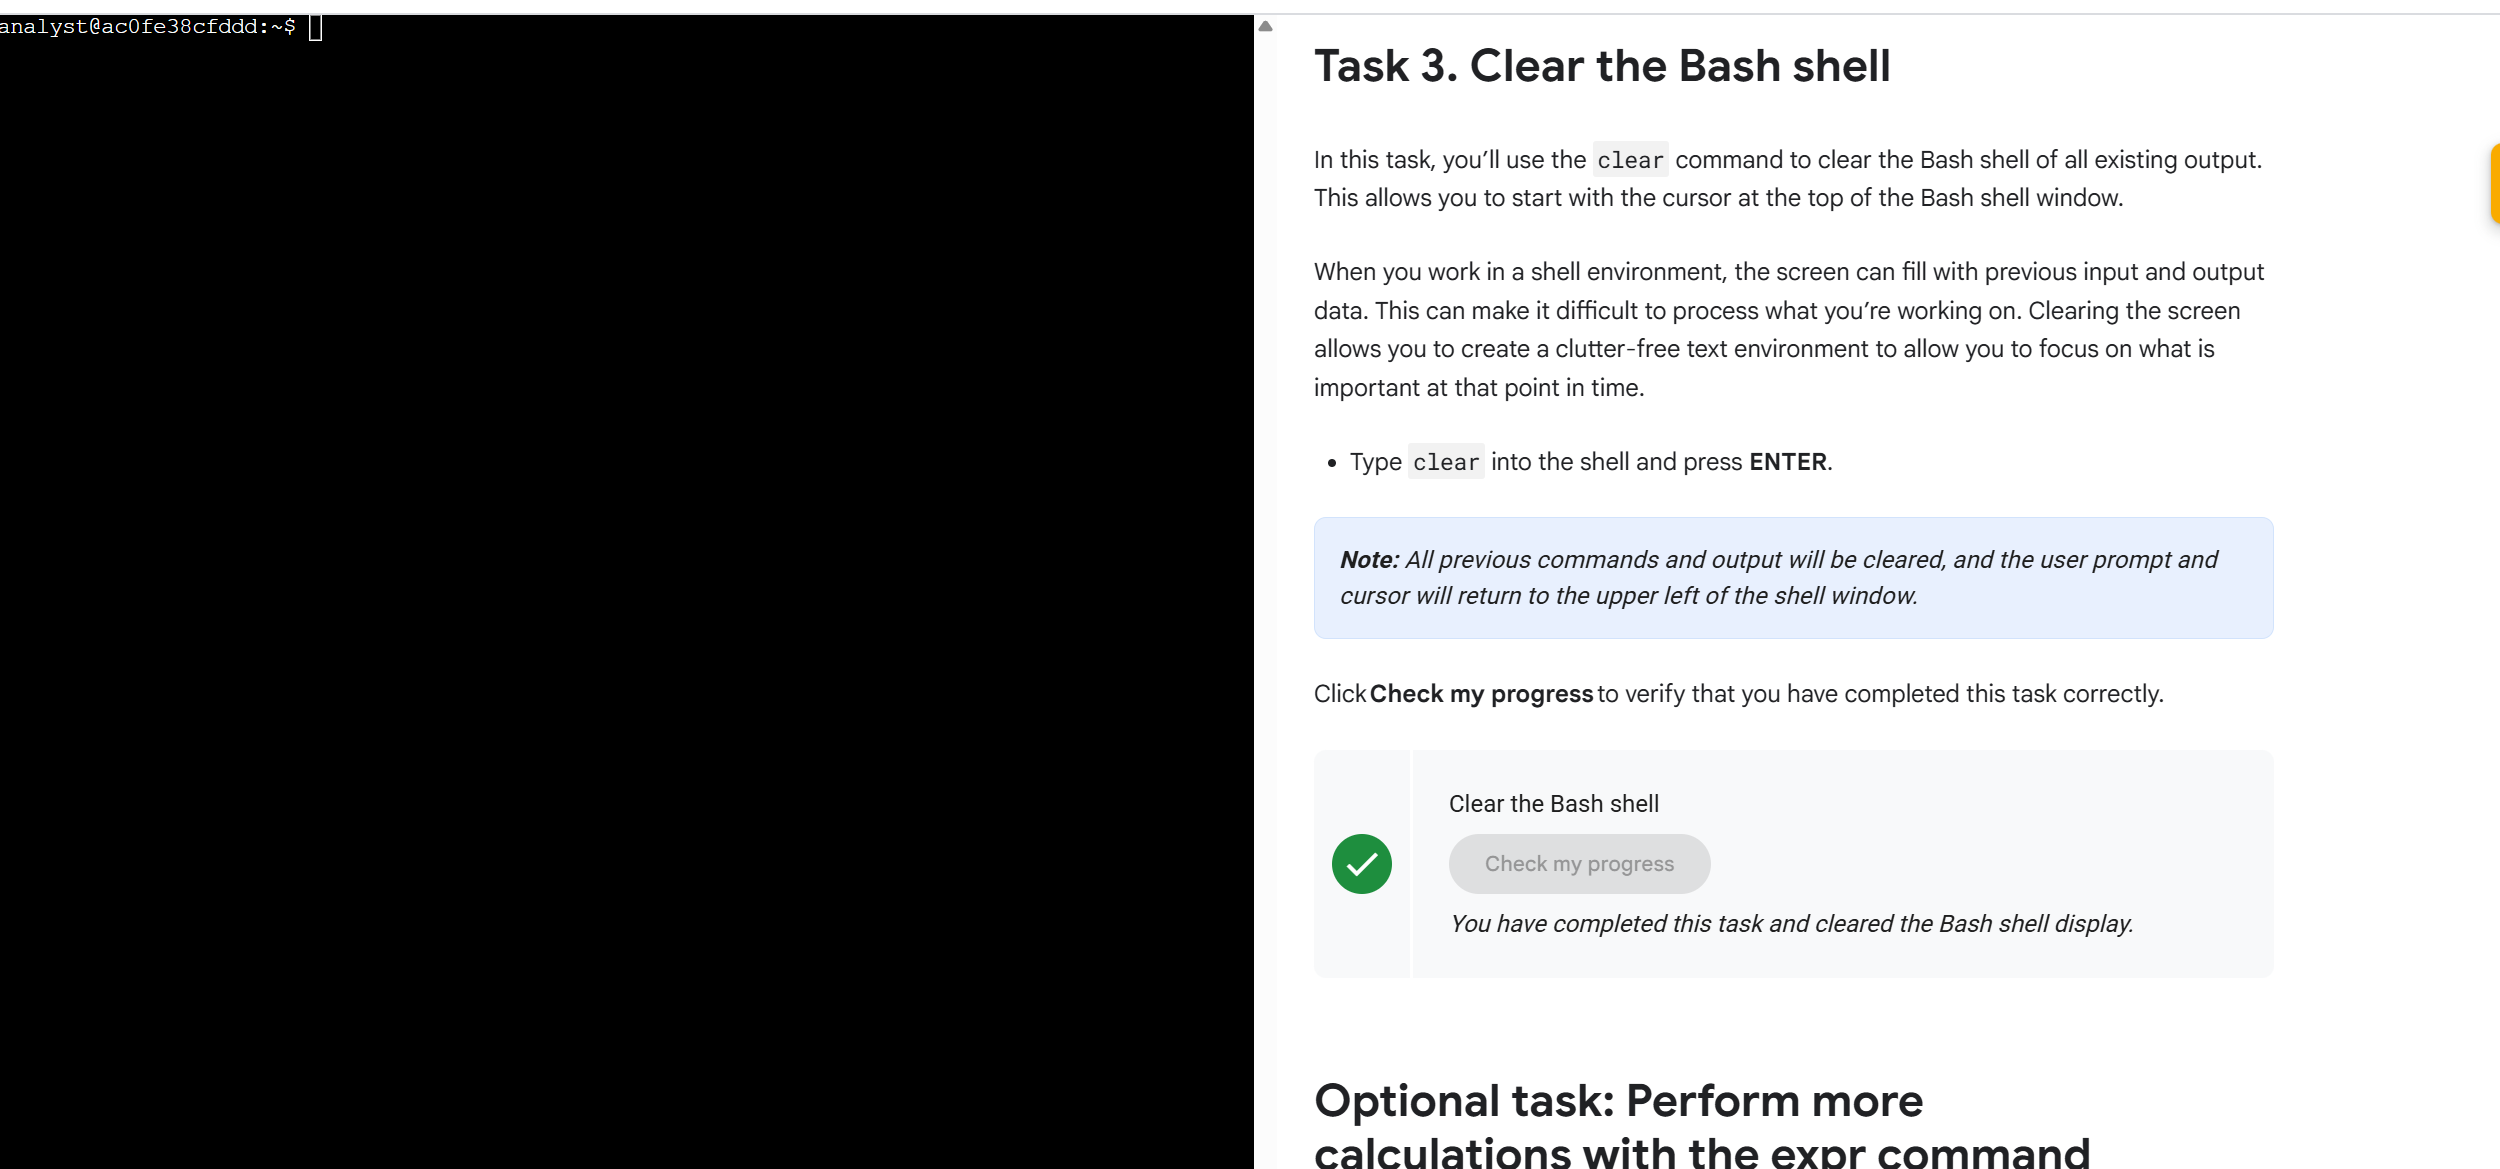 analyst@ac0fe38cfddd:~$
Task 3. Clear the Bash shell
In this task, you’ll use the clear command to clear the Bash shell of all existing output.
This allows you to start with the cursor at the top of the Bash shell window.
When you work in a shell environment, the screen can fill with previous input and output
data. This can make it difficult to process what you’re working on. Clearing the screen
allows you to create a clutter-free text environment to allow you to focus on what is
important at that point in time.
• Type clear into the shell and press ENTER.
Note: All previous commands and output will be cleared, and the user prompt and
cursor will return to the upper left of the shell window.
Click Check my progress to verify that you have completed this task correctly.
Clear the Bash shell
Check my progress
You have completed this task and cleared the Bash shell display.
Optional task: Perform more
calculations with the expr command